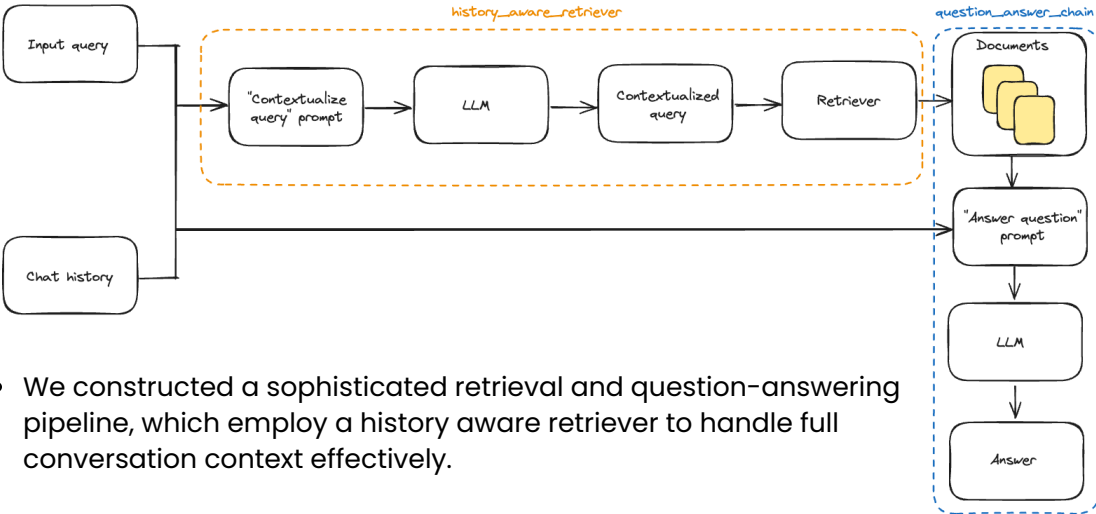 history_aware_retriever
question_answer_chain
Input query
"Contextualize
query" prompt
LLM
Contextualized
query
Retriever
Documents
"Answer question"
prompt
Chat history
LLM
Answer
• We constructed a sophisticated retrieval and question-answering
pipeline, which employ a history aware retriever to handle full
conversation context effectively.